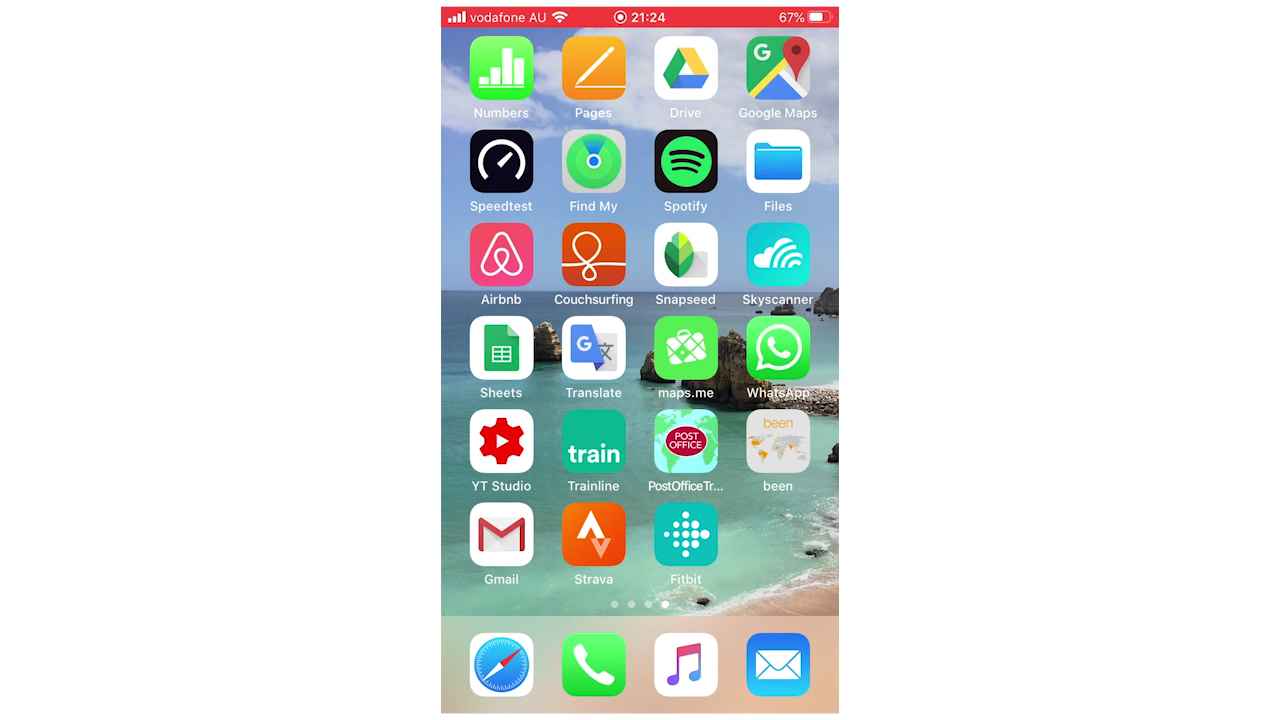 vodafone AU 21:24 67%
Numbers Pages Drive Google Maps
Speedtest Find My Spotify Files
Airbnb Couchsurfing Snapseed Skyscanner
G G 文
Sheets Translate maps.me WhatsApp
train POST OFFICE been
YT Studio Trainline PostOfficeTr... been
Gmail Strava Fitbit